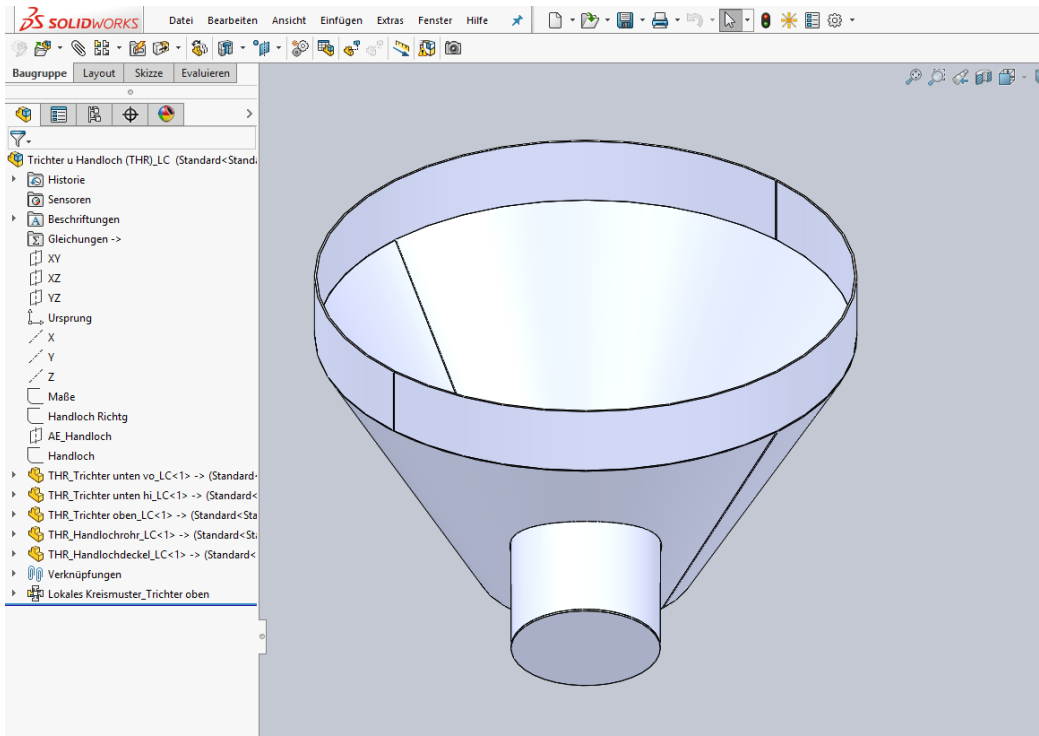 SOLIDWORKS Datei Bearbeiten Ansicht Einfügen Extras Fenster Hilfe
Baugruppe Layout Skizze Evaluieren
Trichter u Handloch (THR)_LC (Standard<Stand
Historie
Sensoren
Beschriftungen
Gleichungen ->
XY
XZ
YZ
Ursprung
X
Y
Z
Maße
Handloch Richtg
AE_Handloch
Handloch
THR_Trichter unten vo_LC<1> -> (Standard
THR_Trichter unten hi_LC<1> -> (Standard<
THR_Trichter oben_LC<1> -> (Standard<Sta
THR_Handlochrohr_LC<1> -> (Standard<St
THR_Handlochdeckel_LC<1> -> (Standard<
Verknüpfungen
Lokales Kreismuster_Trichter oben